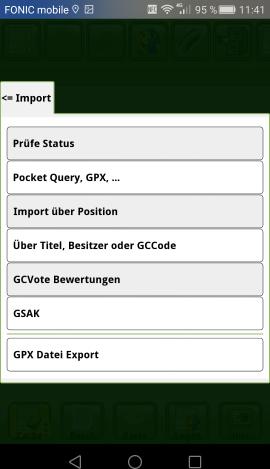 FONIC mobile 4G 95 % 11:41
<= Import
Prüfe Status
Pocket Query, GPX, ...
Import über Position
Über Titel, Besitzer oder GCCode
GCVote Bewertungen
GSAK
GPX Datei Export